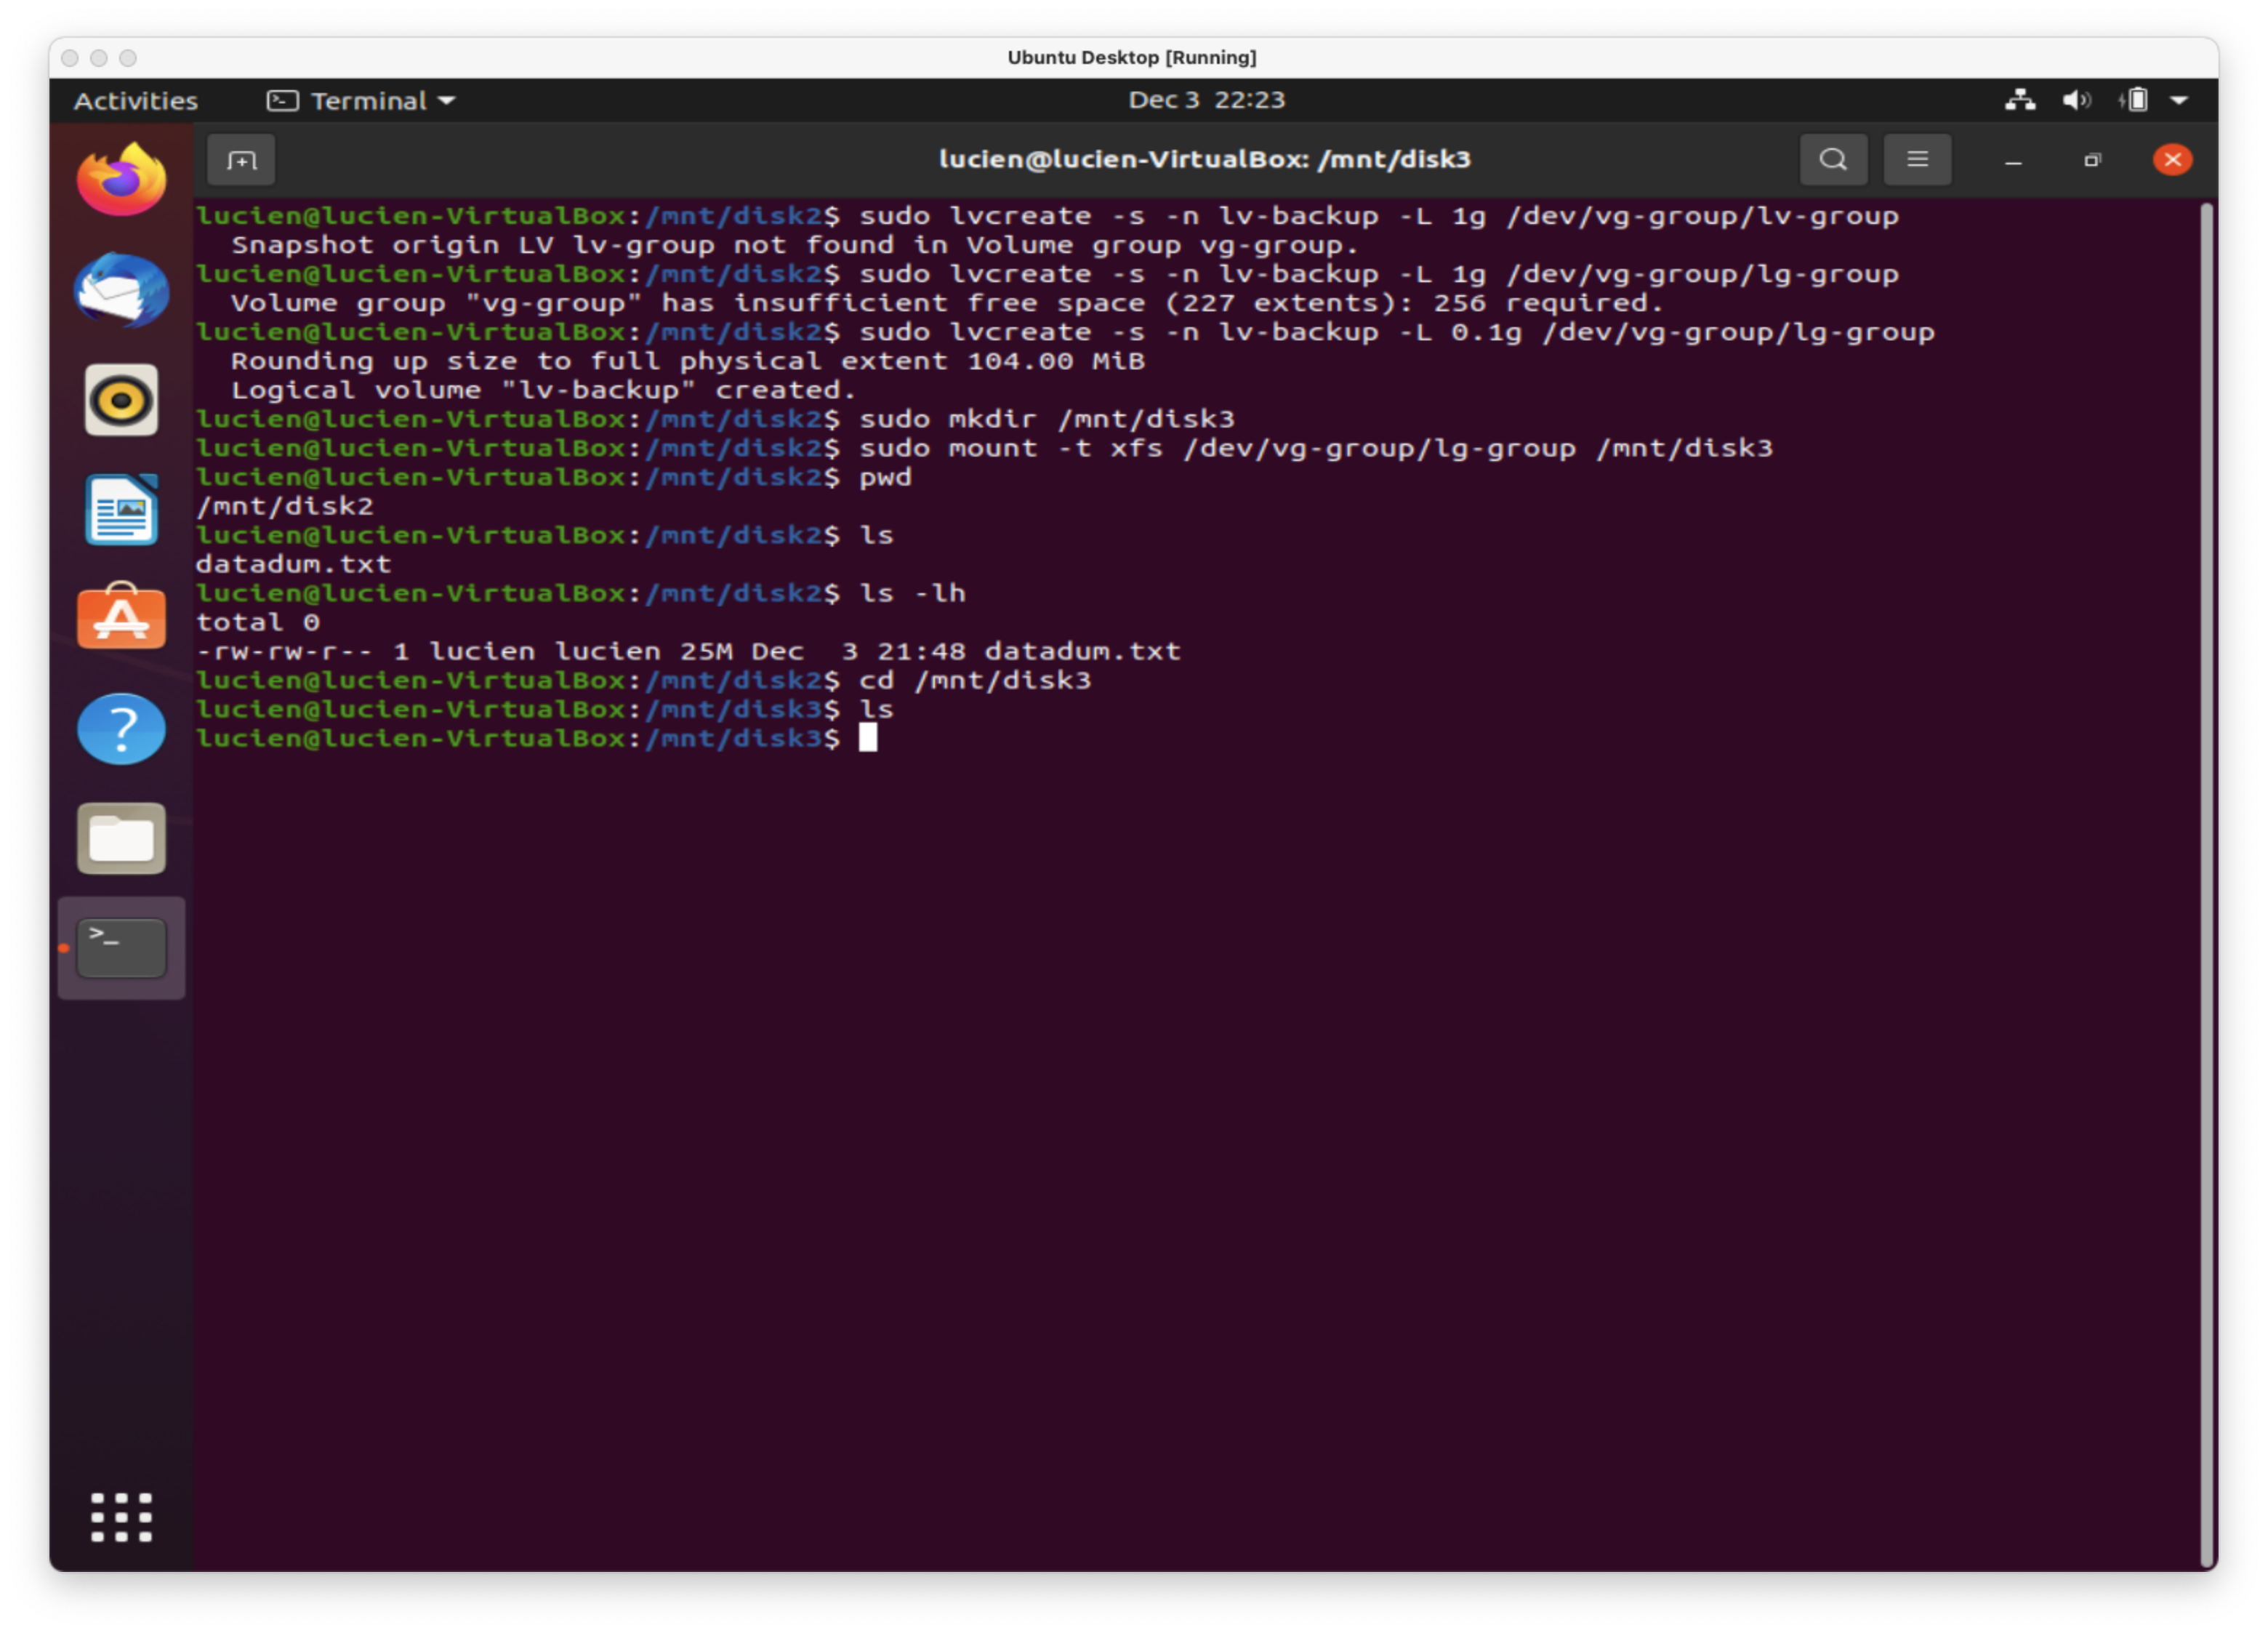 Ubuntu Desktop [Running]
Activities Terminal Dec 3 22:23
lucien@lucien-VirtualBox: /mnt/disk3
lucien@lucien-VirtualBox:/mnt/disk2$ sudo lvcreate -s -n lv-backup -L 1g /dev/vg-group/lv-group
  Snapshot origin LV lv-group not found in Volume group vg-group.
lucien@lucien-VirtualBox:/mnt/disk2$ sudo lvcreate -s -n lv-backup -L 1g /dev/vg-group/lg-group
  Volume group "vg-group" has insufficient free space (227 extents): 256 required.
lucien@lucien-VirtualBox:/mnt/disk2$ sudo lvcreate -s -n lv-backup -L 0.1g /dev/vg-group/lg-group
  Rounding up size to full physical extent 104.00 MiB
  Logical volume "lv-backup" created.
lucien@lucien-VirtualBox:/mnt/disk2$ sudo mkdir /mnt/disk3
lucien@lucien-VirtualBox:/mnt/disk2$ sudo mount -t xfs /dev/vg-group/lg-group /mnt/disk3
lucien@lucien-VirtualBox:/mnt/disk2$ pwd
/mnt/disk2
lucien@lucien-VirtualBox:/mnt/disk2$ ls
datadum.txt
lucien@lucien-VirtualBox:/mnt/disk2$ ls -lh
total 0
-rw-rw-r-- 1 lucien lucien 25M Dec  3 21:48 datadum.txt
lucien@lucien-VirtualBox:/mnt/disk2$ cd /mnt/disk3
lucien@lucien-VirtualBox:/mnt/disk3$ ls
lucien@lucien-VirtualBox:/mnt/disk3$